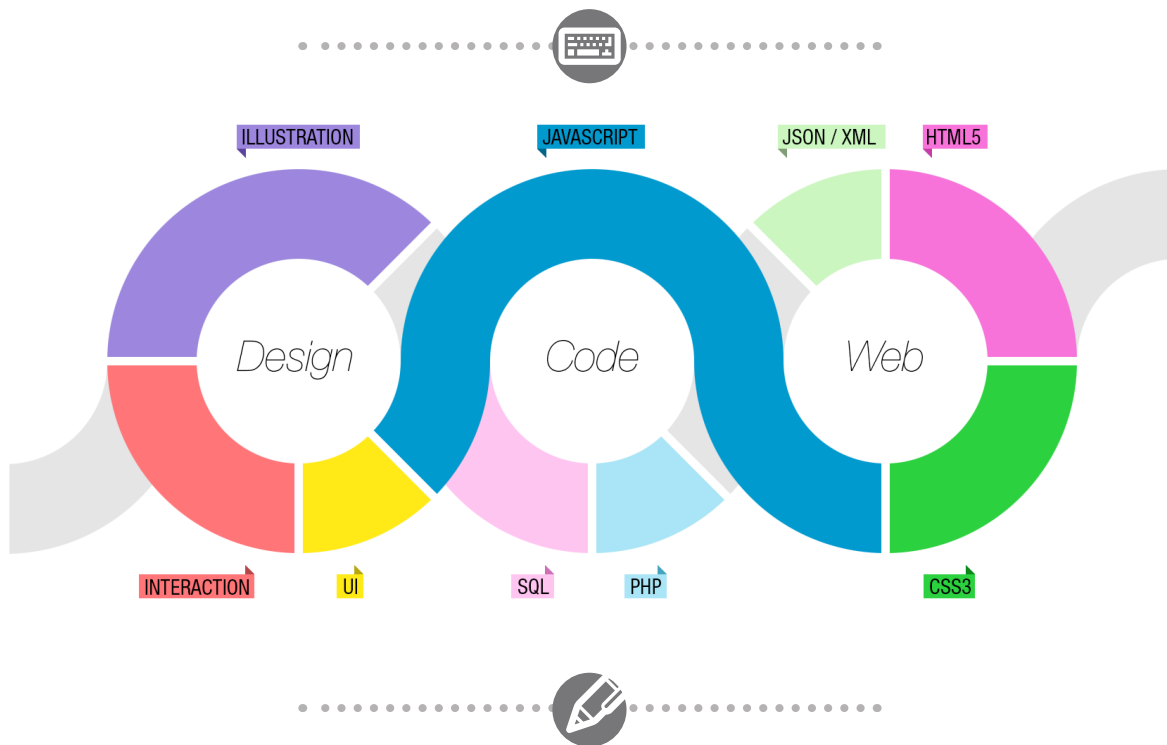 ILLUSTRATION
JAVASCRIPT
JSON / XML
HTML5
Design
Code
Web
INTERACTION
UI
SQL
PHP
CSS3